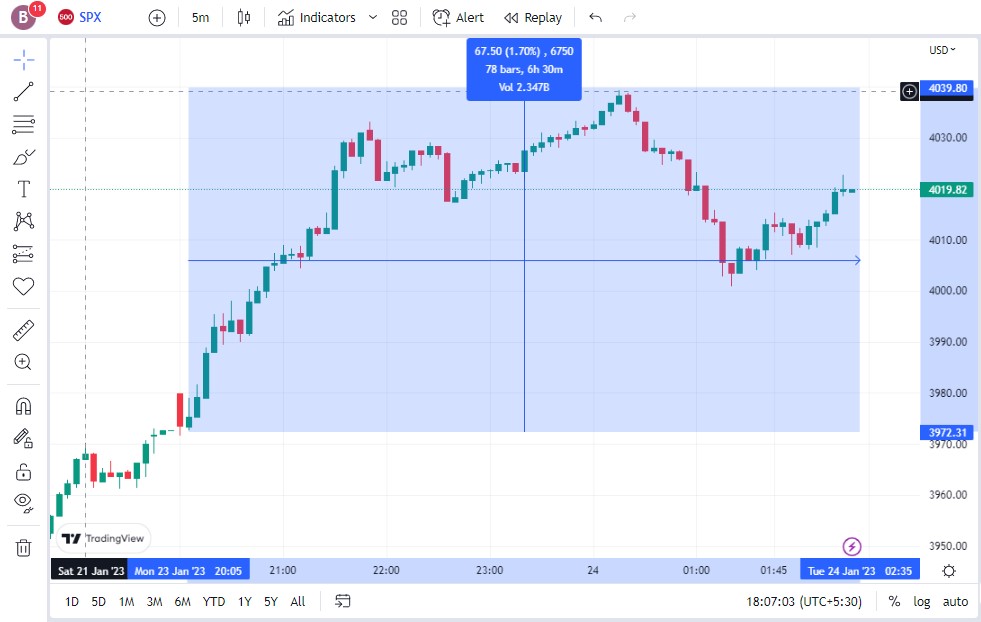 B 11 500 SPX 5m Indicators Alert Replay
67.50 (1.70%) , 6750
78 bars, 6h 30m
Vol 2.347B
USD
4039.80
4030.00
4019.82
4010.00
4000.00
3990.00
3980.00
3972.31
3970.00
3960.00
3950.00
T
TradingView
Sat 21 Jan '23 Mon 23 Jan '23 20:05 21:00 22:00 23:00 24 01:00 01:45 Tue 24 Jan '23 02:35
1D 5D 1M 3M 6M YTD 1Y 5Y All 18:07:03 (UTC+5:30) % log auto